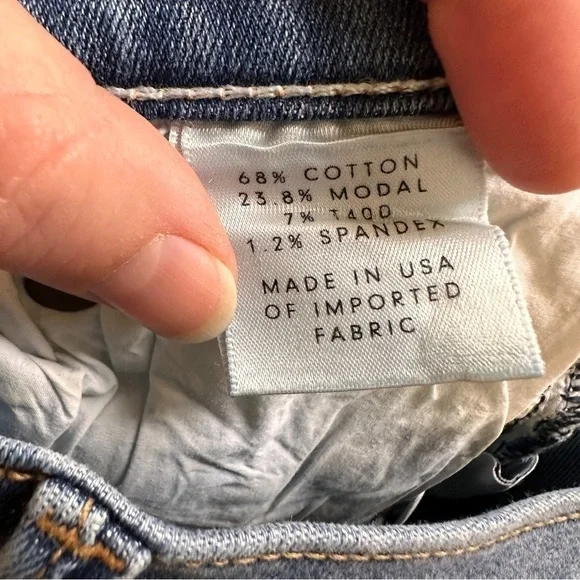 68% COTTON
23.8% MODAL
7% T400
1.2% SPANDEX
MADE IN USA
OF IMPORTED
FABRIC